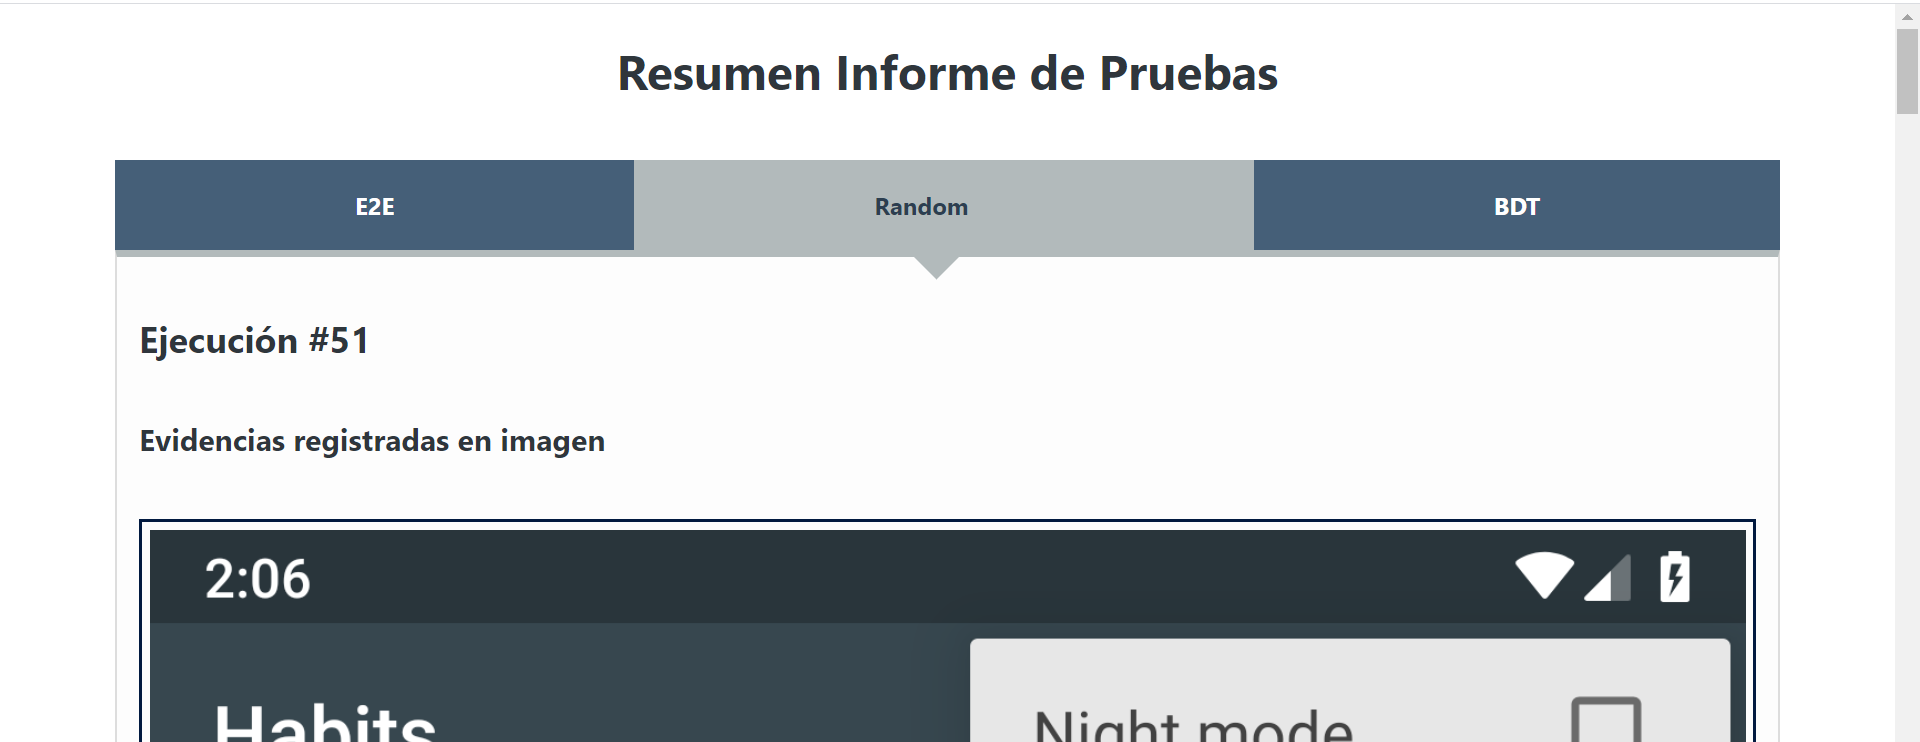 Resumen Informe de Pruebas
E2E
Random
BDT
Ejecución #51
Evidencias registradas en imagen
2:06
Habits
Night mode